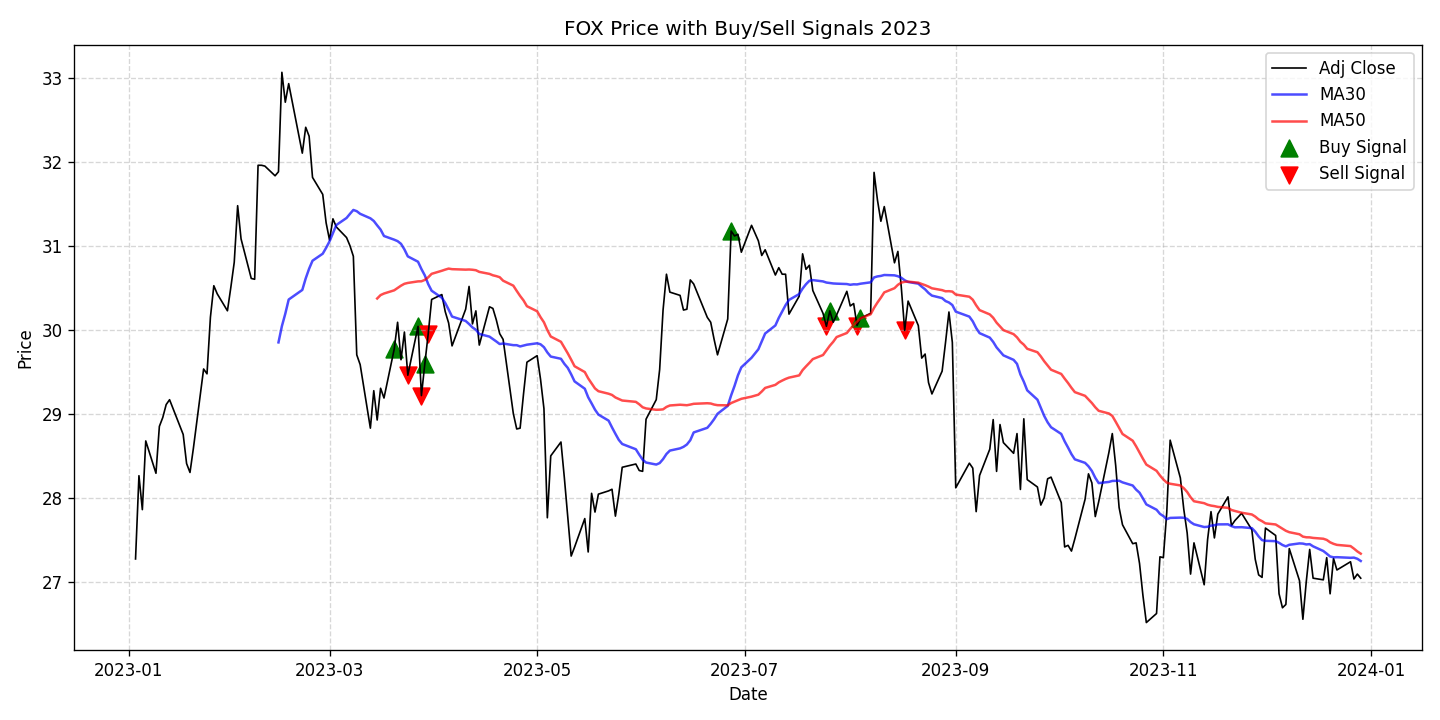 FOX Price with Buy/Sell Signals 2023
Adj Close
MA30
MA50
Buy Signal
Sell Signal
Price
33
32
31
30
29
28
27
2023-01
2023-03
2023-05
2023-07
2023-09
2023-11
2024-01
Date